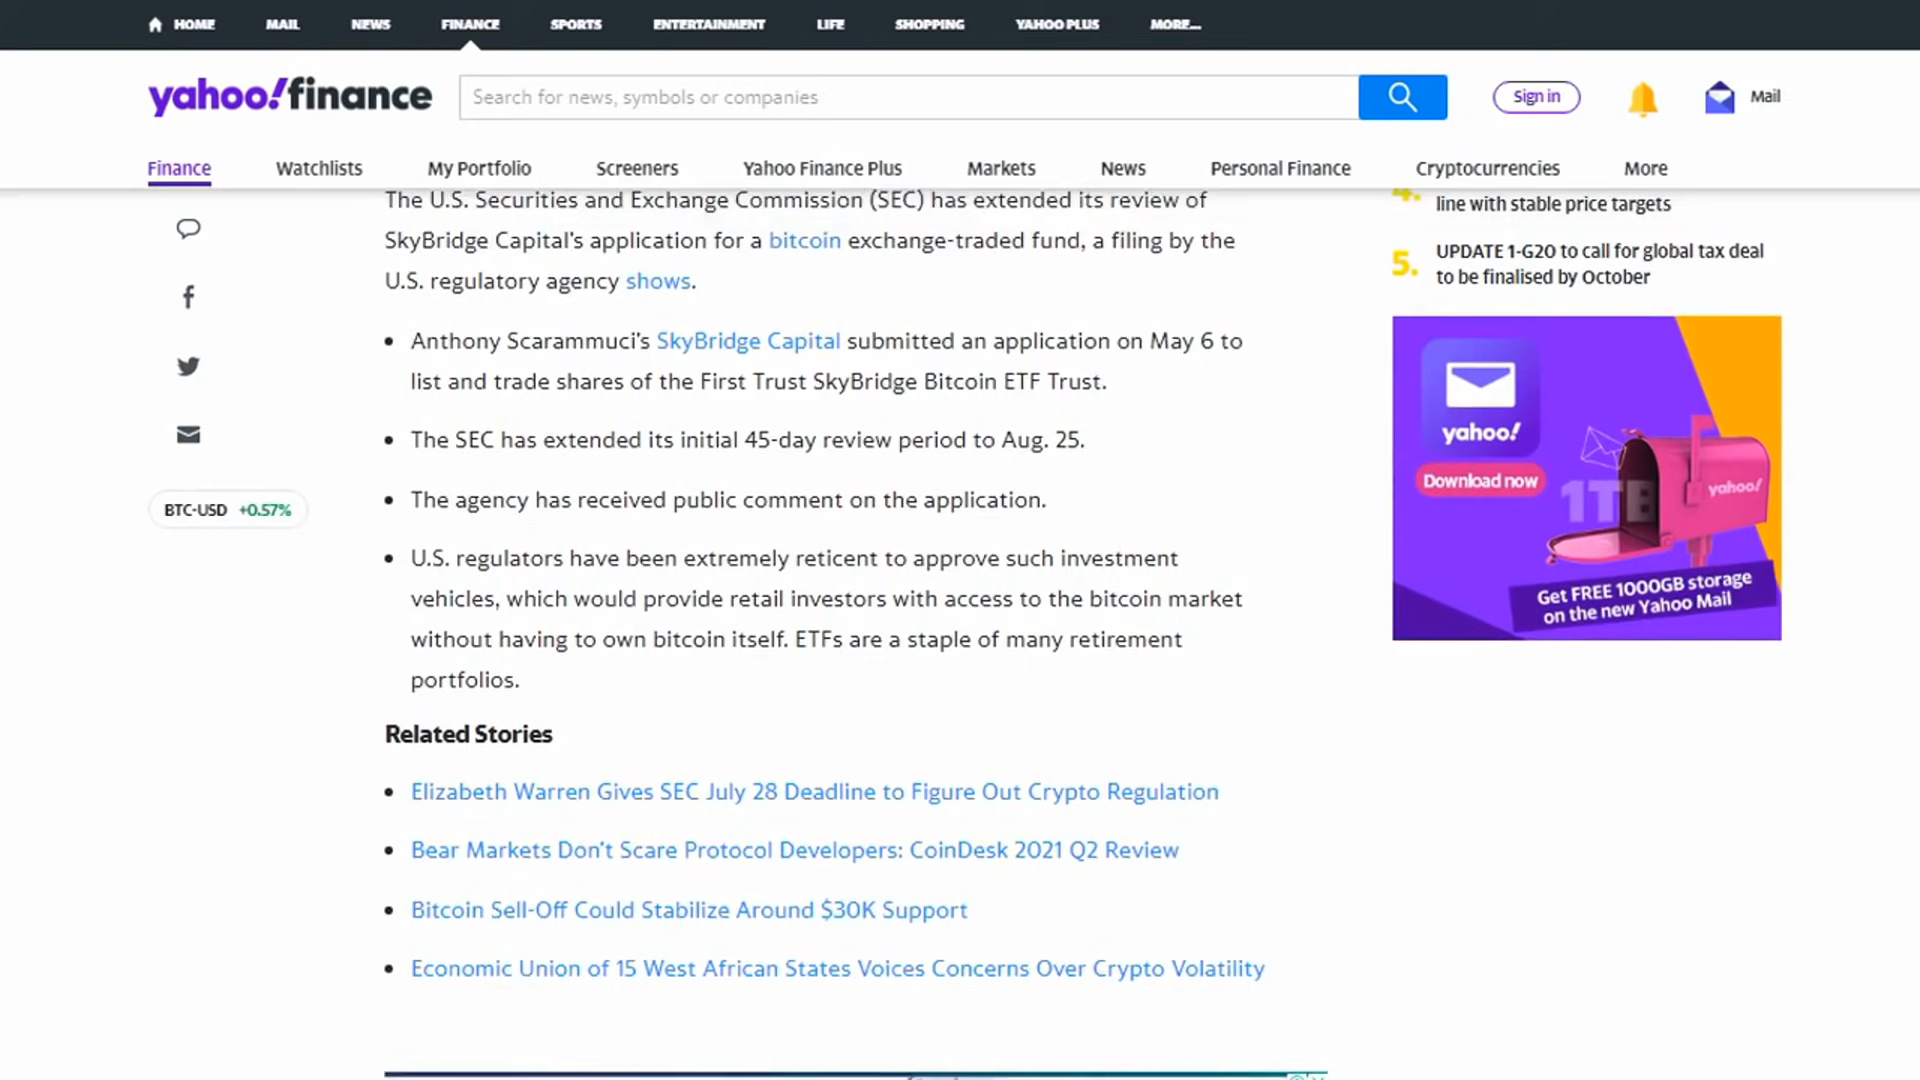 HOME MAIL NEWS FINANCE SPORTS ENTERTAINMENT LIFE SHOPPING YAHOO PLUS MORE...
yahoo!finance
Search for news, symbols or companies
Sign in
Mail
Finance Watchlists My Portfolio Screeners Yahoo Finance Plus Markets News Personal Finance Cryptocurrencies More
The U.S. Securities and Exchange Commission (SEC) has extended its review of
SkyBridge Capital's application for a bitcoin exchange-traded fund, a filing by the
U.S. regulatory agency shows.
• Anthony Scarammuci's SkyBridge Capital submitted an application on May 6 to
list and trade shares of the First Trust SkyBridge Bitcoin ETF Trust.
• The SEC has extended its initial 45-day review period to Aug. 25.
• The agency has received public comment on the application.
• U.S. regulators have been extremely reticent to approve such investment
vehicles, which would provide retail investors with access to the bitcoin market
without having to own bitcoin itself. ETFs are a staple of many retirement
portfolios.
BTC-USD +0.57%
Related Stories
• Elizabeth Warren Gives SEC July 28 Deadline to Figure Out Crypto Regulation
• Bear Markets Don't Scare Protocol Developers: CoinDesk 2021 Q2 Review
• Bitcoin Sell-Off Could Stabilize Around $30K Support
• Economic Union of 15 West African States Voices Concerns Over Crypto Volatility
4. line with stable price targets
5. UPDATE 1-G20 to call for global tax deal
to be finalised by October
yahoo!
Download now
1TB
yahoo!
Get FREE 1000GB storage
on the new Yahoo Mail